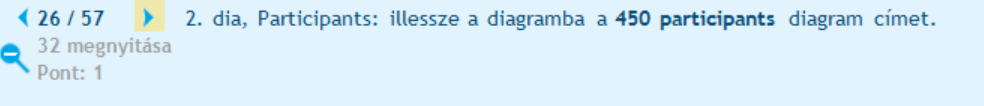 26 / 57 2. dia, Participants: illessze a diagramba a 450 participants diagram címet.
32 megnyitása
Pont: 1